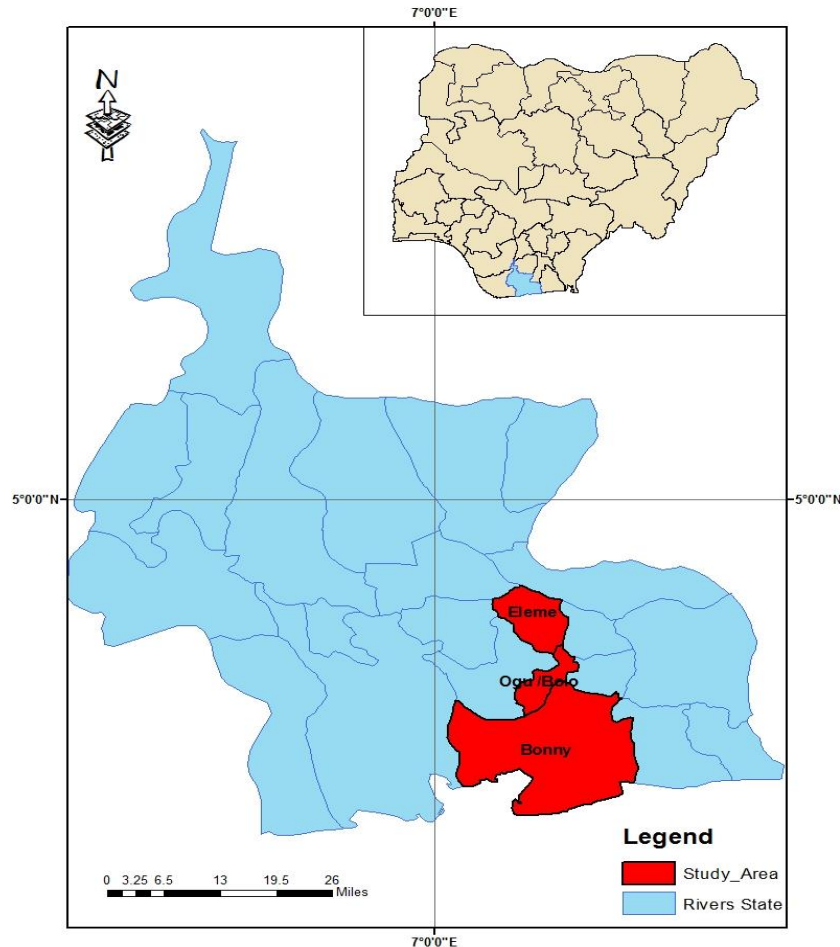 7°0'0"E
N
5°0'0"N
5°0'0"N
Eleme
Ogu /Bolo
Bonny
Legend
Study_Area
Rivers State
0 3.25 6.5 13 19.5 26
Miles
7°0'0"E